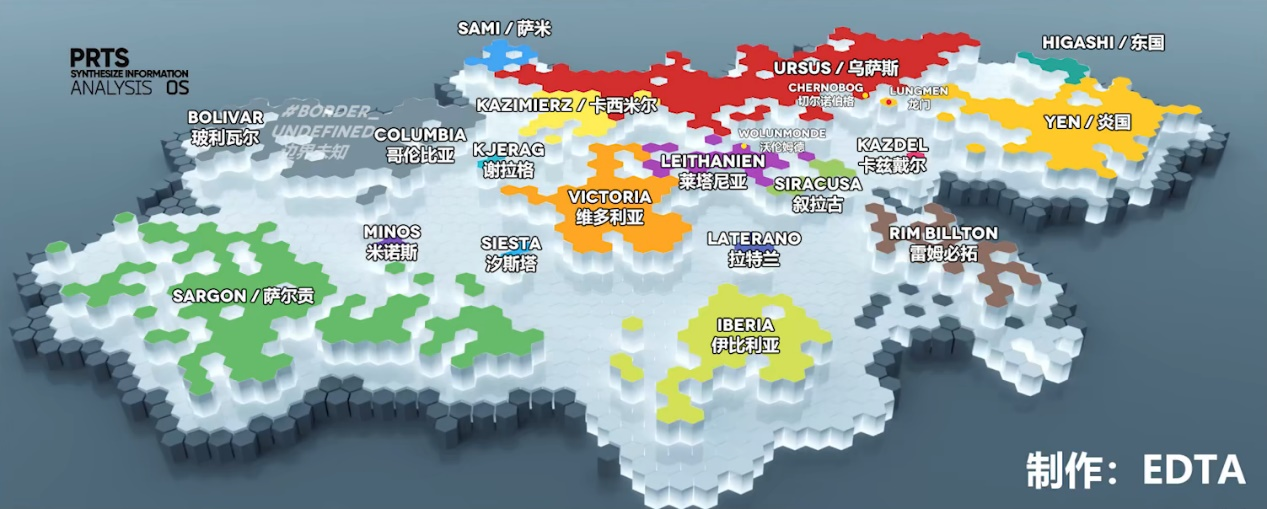 PRTS
SYNTHESIZE INFORMATION
ANALYSIS OS
SAMI / 萨米
HIGASHI / 东国
URSUS / 乌萨斯
CHERNOBOG
切尔诺伯格
LUNGMEN
龙门
KAZIMIERZ / 卡西米尔
BOLIVAR
玻利瓦尔
#BORDER_
UNDEFINED
边界未知
COLUMBIA
哥伦比亚
YEN / 炎国
WOLUNMONDE
沃伦姆德
KJERAG
谢拉格
LEITHANIEN
莱塔尼亚
KAZDEL
卡兹戴尔
SIRACUSA
叙拉古
VICTORIA
维多利亚
MINOS
米诺斯
SIESTA
汐斯塔
LATERANO
拉特兰
RIM BILLTON
雷姆必拓
SARGON / 萨尔贡
IBERIA
伊比利亚
制作：EDTA